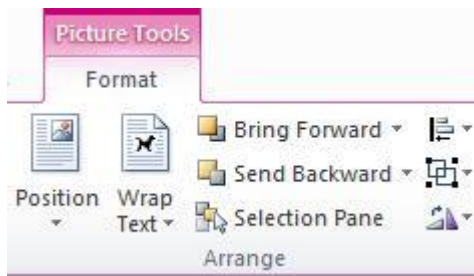 Picture Tools
Format
Bring Forward
Send Backward
Selection Pane
Position
Wrap
Text
Arrange